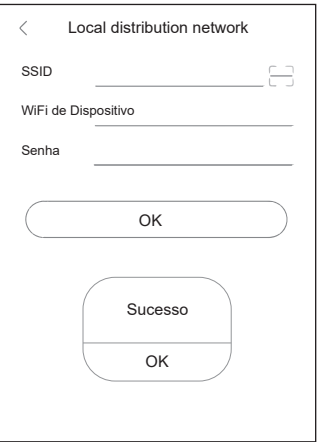 Local distribution network
SSID
WiFi de Dispositivo
Senha
OK
Sucesso
OK